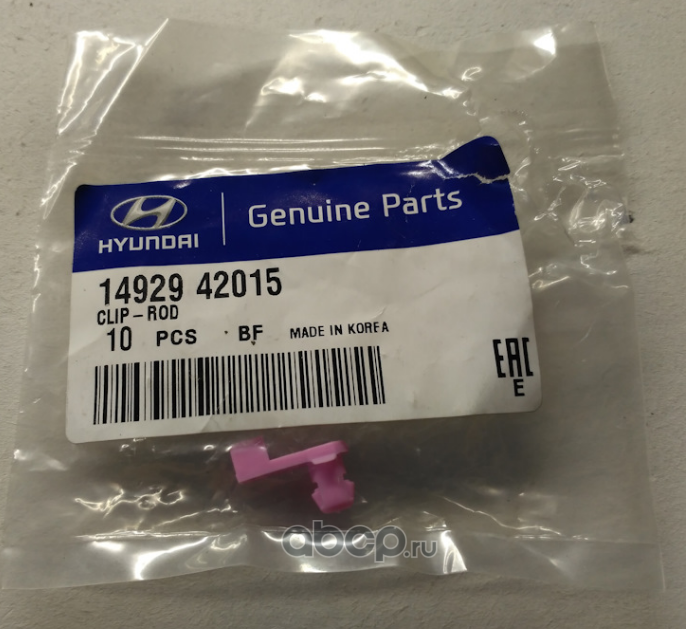 HYUNDAI
Genuine Parts
14929 42015
CLIP-ROD
10 PCS BF MADE IN KOREA
EAC
E
abcp.ru